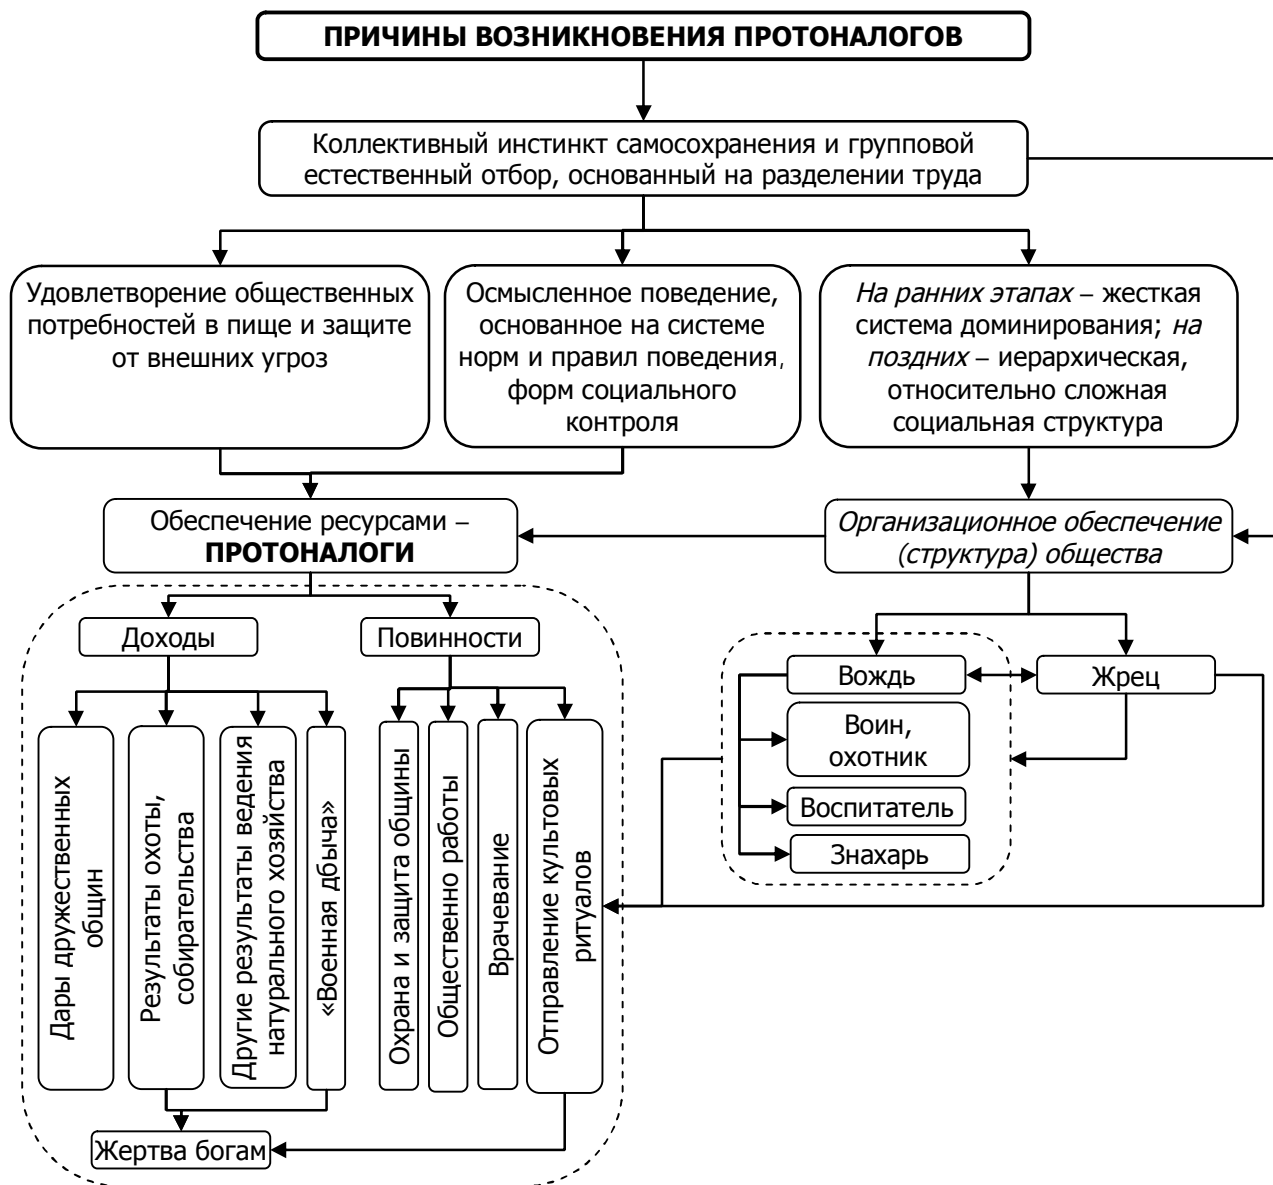 ПРИЧИНЫ ВОЗНИКНОВЕНИЯ ПРОТОНАЛОГОВ
Коллективный инстинкт самосохранения и групповой
естественный отбор, основанный на разделении труда
Удовлетворение общественных
потребностей в пище и защите
от внешних угроз
Осмысленное поведение,
основанное на системе
норм и правил поведения,
форм социального
контроля
На ранних этапах – жесткая
система доминирования; на
поздних – иерархическая,
относительно сложная
социальная структура
Обеспечение ресурсами –
ПРОТОНАЛОГИ
Организационное обеспечение
(структура) общества
Доходы
Повинности
Вождь
Жрец
Воин,
охотник
Воспитатель
Знахарь
Дары дружественных
общин
Результаты охоты,
собирательства
Другие результаты ведения
натурального хозяйства
«Военная дбыча»
Охрана и защита общины
Общественно работы
Врачевание
Отправление культовых
ритуалов
Жертва богам